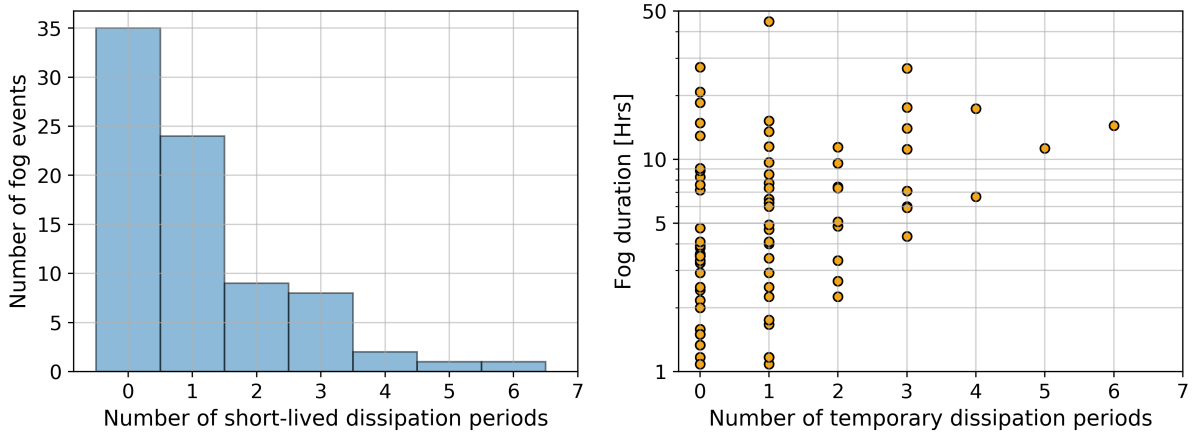 Number of fog events
35
30
25
20
15
10
5
0
0 1 2 3 4 5 6 7
Number of short-lived dissipation periods
Fog duration [Hrs]
50
10
5
1
0 1 2 3 4 5 6 7
Number of temporary dissipation periods